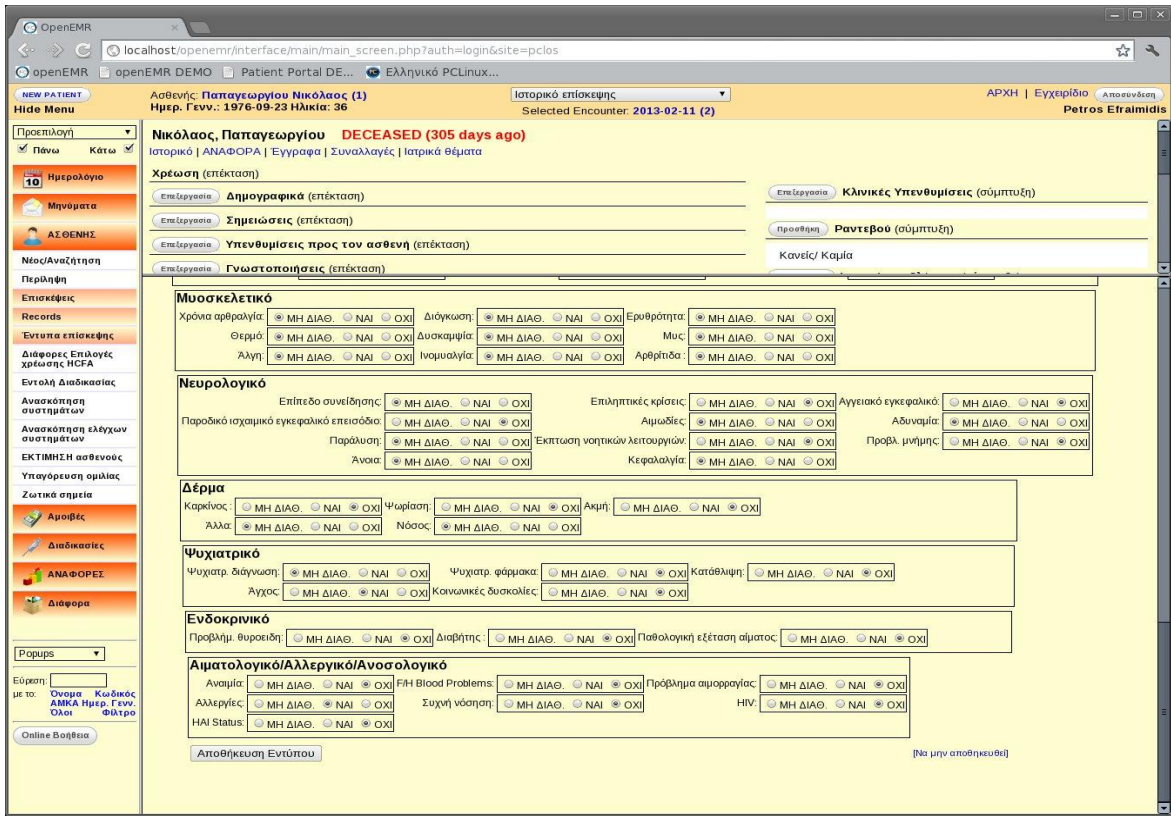 OpenEMR
localhost/openemr/interface/main/main_screen.php?auth=login&site=pclos
openEMR openEMR DEMO Patient Portal DE... Ελληνικό PCLinux...
NEW PATIENT Ασθενής: Παπαγεωργίου Νικόλαος (1) Ιστορικό επίσκεψης ΑΡΧΗ | Εγχειρίδιο Αποσύνδεση
Hide Menu Ημερ. Γενν.: 1976-09-23 Ηλικία: 36 Selected Encounter: 2013-02-11 (2) Petros Efraimidis
Προεπιλογή
Πάνω Κάτω
10 Ημερολόγιο
Μηνύματα
ΑΣΘΕΝΗΣ
Νέος/Αναζήτηση
Περίληψη
Επισκέψεις
Records
Έντυπα επίσκεψης
Διάφορες Επιλογές
χρέωσης HCFA
Εντολή Διαδικασίας
Ανασκόπηση
συστημάτων
Ανασκόπηση ελέγχων
συστημάτων
ΕΚΤΙΜΗΣΗ ασθενούς
Υπαγόρευση ομιλίας
Ζωτικά σημεία
Αμοιβές
Διαδικασίες
ΑΝΑΦΟΡΕΣ
Διάφορα
Popups
Εύρεση:
με το: Όνομα Κωδικός
ΑΜΚΑ Ημερ. Γενν.
Όλοι Φίλτρο
Online Βοήθεια
Νικόλαος, Παπαγεωργίου DECEASED (305 days ago)
Ιστορικό | ΑΝΑΦΟΡΑ | Έγγραφα | Συναλλαγές | Ιατρικά θέματα
Χρέωση (επέκταση)
Επεξεργασία Δημογραφικά (επέκταση)
Επεξεργασία Σημειώσεις (επέκταση)
Επεξεργασία Υπενθυμίσεις προς τον ασθενή (επέκταση)
Επεξεργασία Γνωστοποιήσεις (επέκταση)
Επεξεργασία Κλινικές Υπενθυμίσεις (σύμπτυξη)
Προσθήκη Ραντεβού (σύμπτυξη)
Κανείς/ Καμία
Μυοσκελετικό
Χρόνια αρθραλγία: ΜΗ ΔΙΑΘ. ΝΑΙ ΟΧΙ Διόγκωση: ΜΗ ΔΙΑΘ. ΝΑΙ ΟΧΙ Ερυθρότητα: ΜΗ ΔΙΑΘ. ΝΑΙ ΟΧΙ
Θερμό: ΜΗ ΔΙΑΘ. ΝΑΙ ΟΧΙ Δυσκαμψία: ΜΗ ΔΙΑΘ. ΝΑΙ ΟΧΙ Μυς: ΜΗ ΔΙΑΘ. ΝΑΙ ΟΧΙ
Άλγη: ΜΗ ΔΙΑΘ. ΝΑΙ ΟΧΙ Ινομυαλγία: ΜΗ ΔΙΑΘ. ΝΑΙ ΟΧΙ Αρθρίτιδα : ΜΗ ΔΙΑΘ. ΝΑΙ ΟΧΙ
Νευρολογικό
Επίπεδο συνείδησης: ΜΗ ΔΙΑΘ. ΝΑΙ ΟΧΙ Επιληπτικές κρίσεις: ΜΗ ΔΙΑΘ. ΝΑΙ ΟΧΙ Αγγειακό εγκεφαλικό: ΜΗ ΔΙΑΘ. ΝΑΙ ΟΧΙ
Παροδικό ισχαιμικό εγκεφαλικό επεισόδιο: ΜΗ ΔΙΑΘ. ΝΑΙ ΟΧΙ Αιμωδίες: ΜΗ ΔΙΑΘ. ΝΑΙ ΟΧΙ Αδυναμία: ΜΗ ΔΙΑΘ. ΝΑΙ ΟΧΙ
Παράλυση: ΜΗ ΔΙΑΘ. ΝΑΙ ΟΧΙ Έκπτωση νοητικών λειτουργιών: ΜΗ ΔΙΑΘ. ΝΑΙ ΟΧΙ Προβλ. μνήμης: ΜΗ ΔΙΑΘ. ΝΑΙ ΟΧΙ
Άνοια: ΜΗ ΔΙΑΘ. ΝΑΙ ΟΧΙ Κεφαλαλγία: ΜΗ ΔΙΑΘ. ΝΑΙ ΟΧΙ
Δέρμα
Καρκίνος : ΜΗ ΔΙΑΘ. ΝΑΙ ΟΧΙ Ψωρίαση: ΜΗ ΔΙΑΘ. ΝΑΙ ΟΧΙ Ακμή: ΜΗ ΔΙΑΘ. ΝΑΙ ΟΧΙ
Άλλα: ΜΗ ΔΙΑΘ. ΝΑΙ ΟΧΙ Νόσος: ΜΗ ΔΙΑΘ. ΝΑΙ ΟΧΙ
Ψυχιατρικό
Ψυχιατρ. διάγνωση: ΜΗ ΔΙΑΘ. ΝΑΙ ΟΧΙ Ψυχιατρ. φάρμακα: ΜΗ ΔΙΑΘ. ΝΑΙ ΟΧΙ Κατάθλιψη: ΜΗ ΔΙΑΘ. ΝΑΙ ΟΧΙ
Άγχος: ΜΗ ΔΙΑΘ. ΝΑΙ ΟΧΙ Κοινωνικές δυσκολίες: ΜΗ ΔΙΑΘ. ΝΑΙ ΟΧΙ
Ενδοκρινικό
Προβλήμ. θυροειδη: ΜΗ ΔΙΑΘ. ΝΑΙ ΟΧΙ Διαβήτης : ΜΗ ΔΙΑΘ. ΝΑΙ ΟΧΙ Παθολογική εξέταση αίματος: ΜΗ ΔΙΑΘ. ΝΑΙ ΟΧΙ
Αιματολογικό/Αλλεργικό/Ανοσολογικό
Αναιμία: ΜΗ ΔΙΑΘ. ΝΑΙ ΟΧΙ F/H Blood Problems: ΜΗ ΔΙΑΘ. ΝΑΙ ΟΧΙ Πρόβλημα αιμορραγίας: ΜΗ ΔΙΑΘ. ΝΑΙ ΟΧΙ
Αλλεργίες: ΜΗ ΔΙΑΘ. ΝΑΙ ΟΧΙ Συχνή νόσηση: ΜΗ ΔΙΑΘ. ΝΑΙ ΟΧΙ HIV: ΜΗ ΔΙΑΘ. ΝΑΙ ΟΧΙ
HAI Status: ΜΗ ΔΙΑΘ. ΝΑΙ ΟΧΙ
Αποθήκευση Εντύπου [Να μην αποθηκευθεί]